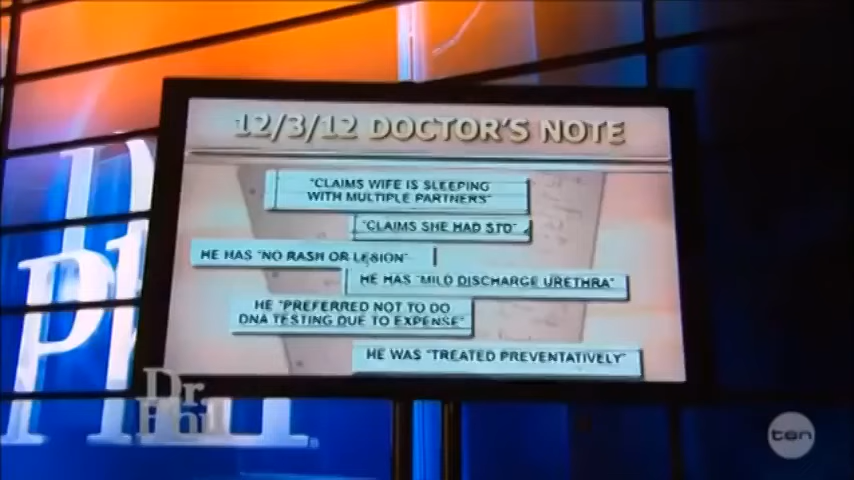 12/3/12 DOCTOR'S NOTE
"CLAIMS WIFE IS SLEEPING
WITH MULTIPLE PARTNERS"
"CLAIMS SHE HAD STD"
HE HAS "NO RASH OR LESION"
HE HAS "MILD DISCHARGE URETHRA"
HE "PREFERRED NOT TO DO
DNA TESTING DUE TO EXPENSE"
HE WAS "TREATED PREVENTATIVELY"
Dr.
Phil
Dr.
Phil
ten